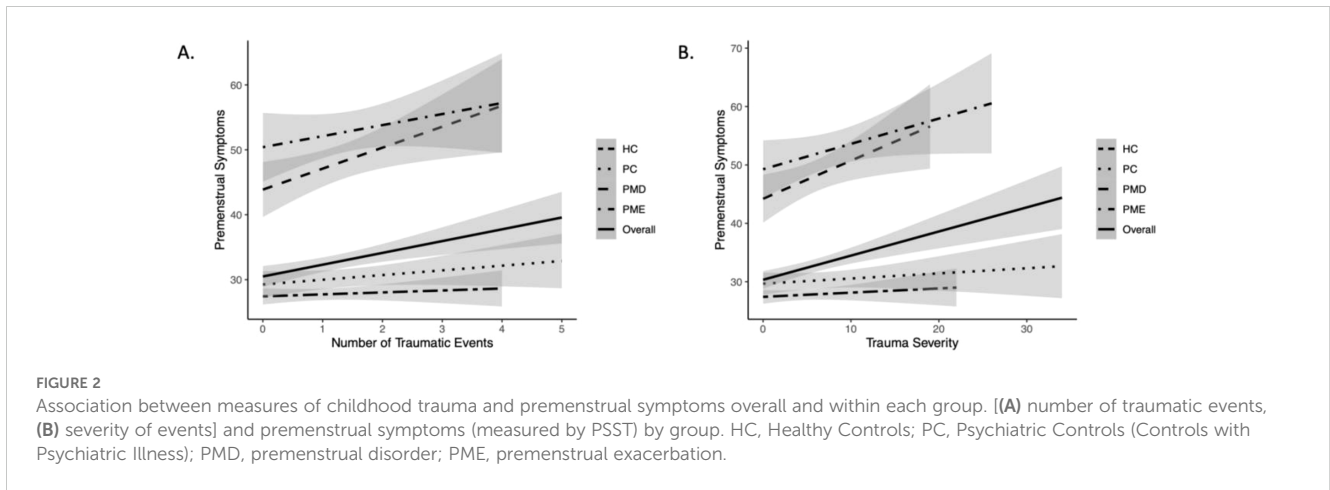 A.
Premenstrual Symptoms
60
50
40
30
0 1 2 3 4 5
Number of Traumatic Events
HC
PC
PMD
PME
Overall
B.
Premenstrual Symptoms
70
60
50
40
30
0 10 20 30
Trauma Severity
HC
PC
PMD
PME
Overall
FIGURE 2
Association between measures of childhood trauma and premenstrual symptoms overall and within each group. [(A) number of traumatic events,
(B) severity of events] and premenstrual symptoms (measured by PSST) by group. HC, Healthy Controls; PC, Psychiatric Controls (Controls with
Psychiatric Illness); PMD, premenstrual disorder; PME, premenstrual exacerbation.